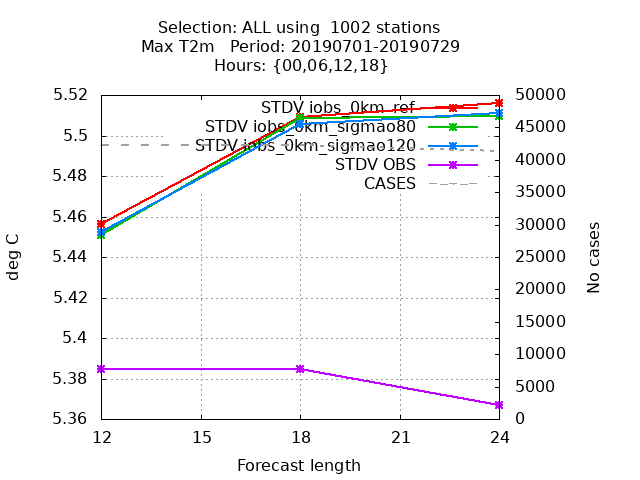 Selection: ALL using  1002 stations
Max T2m   Period: 20190701-20190729
Hours: {00,06,12,18}
5.52
5.5
5.48
5.46
5.44
5.42
5.4
5.38
5.36
deg C
STDV iobs_0km_ref
STDV iobs_0km_sigmao80
STDV iobs_0km_sigmao120
STDV OBS
CASES
50000
45000
40000
35000
30000
25000
20000
15000
10000
5000
0
No cases
12 15 18 21 24
Forecast length